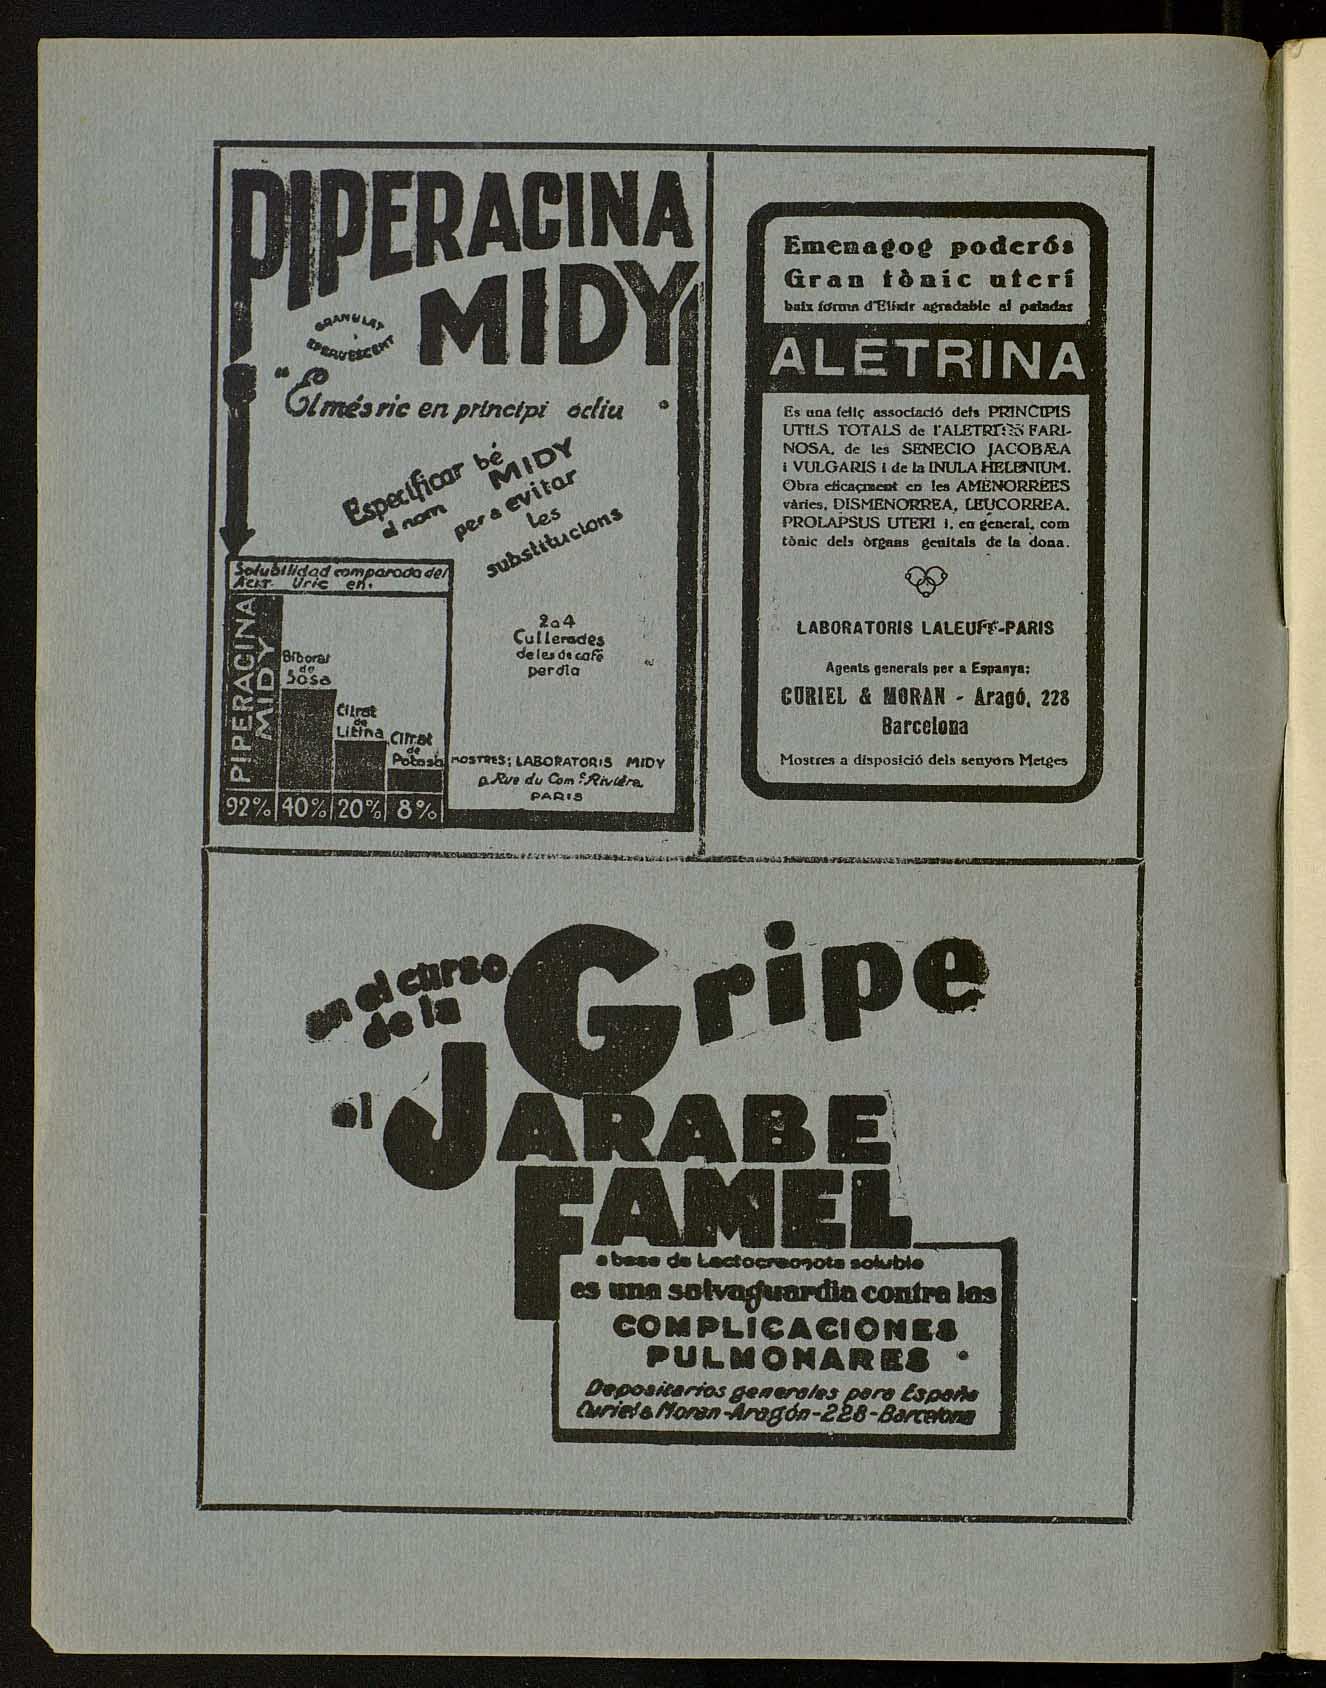 PIPERACINA
MIDY
GRANULAT
EFERVESCENT
"El més ric en principi actiu"
Especificar bé
el nom MIDY
per a evitar
les
substitucions
Solubilidad comparada del
Acit. Uric en.
PIPERACINA
MIDY
Biborat
de
Sosa
Citrat
de
Litina
Citrat
de
Potasa
92% 40% 20% 8%
2 a 4
Cullerades
de les de cafe
per dia
MOSTRES: LABORATORIS MIDY
Rue du Com.t Rivière
PARIS
Emenagog poderós
Gran tònic uterí
baix forma d'Elixir agradable al paladar
ALETRINA
Es una feliç associació dels PRINCIPIS
UTILS TOTALS de l'ALETRIS FARI-
NOSA, de les SENECIO JACOBÆA
i VULGARIS i de la INULA HELENIUM.
Obra eficaçment en les AMENORREES
vàries, DISMENORREA, LEUCORREA,
PROLAPSUS UTERI i, en general, com
tònic dels òrgans genitals de la dona.
LABORATORIS LALEUFF-PARIS
Agents generals per a Espanya:
CURIEL & MORAN - Aragó, 228
Barcelona
Mostres a disposició dels senyors Metges
en el curso
de la
Gripe
el JARABE
FAMEL
a base de Lactocreosota soluble
es una salvaguardia contra las
COMPLICACIONES
PULMONARES
Depositarios generales para España
Curiel & Moran-Aragón-228-Barcelona